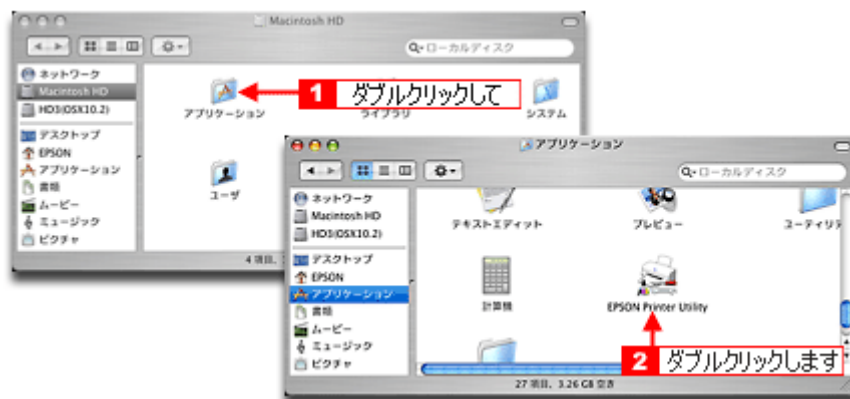 Macintosh HD
ローカルディスク
ネットワーク
Macintosh HD
HD3(OSX10.2)
デスクトップ
EPSON
アプリケーション
書類
ムービー
ミュージック
ピクチャ
アプリケーション
1 ダブルクリックして
ライブラリ
システム
ユーザ
4 項目、
アプリケーション
ローカルディスク
ネットワーク
Macintosh HD
HD3(OSX10.2)
デスクトップ
EPSON
アプリケーション
書類
ムービー
ミュージック
ピクチャ
テキストエディット
プレビュー
ユーティリテ
計算機
EPSON Printer Utility
2 ダブルクリックします
27 項目、3.26 GB 空き